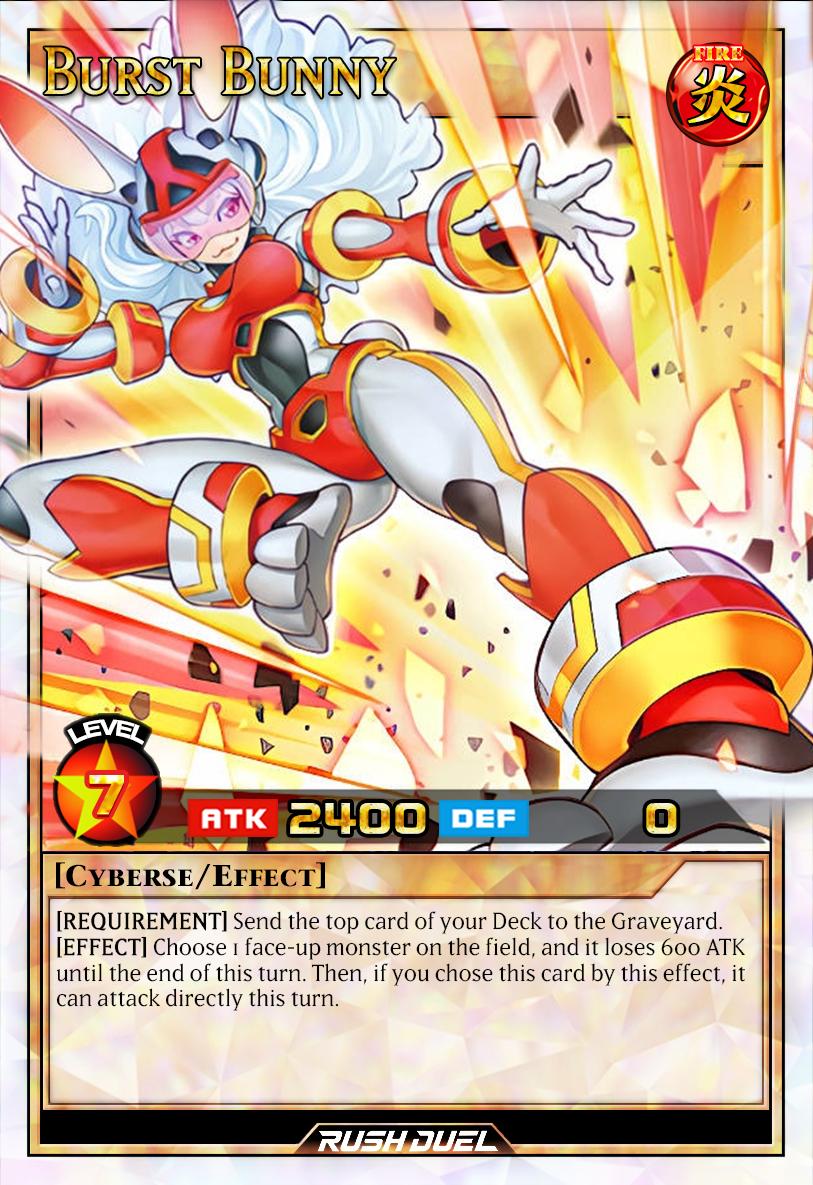 Burst Bunny
FIRE
炎
LEVEL
7
ATK 2400 DEF 0
[Cyberse/Effect]
[REQUIREMENT] Send the top card of your Deck to the Graveyard.
[EFFECT] Choose 1 face-up monster on the field, and it loses 600 ATK
until the end of this turn. Then, if you chose this card by this effect, it
can attack directly this turn.
RUSH DUEL